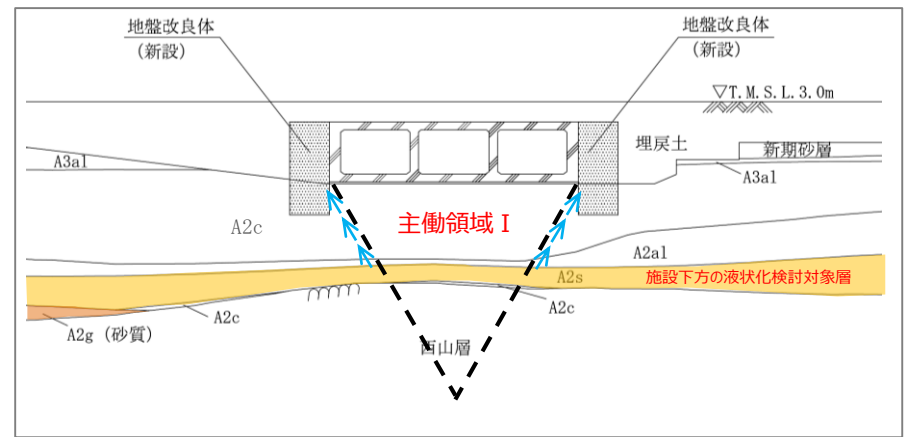 地盤改良体
(新設)
地盤改良体
(新設)
▽T.M.S.L.3.0m
埋戻土
新期砂層
A3al
A3al
A2c
主働領域Ⅰ
A2al
A2s
施設下方の液状化検討対象層
A2c
A2c
A2g (砂質)
西山層